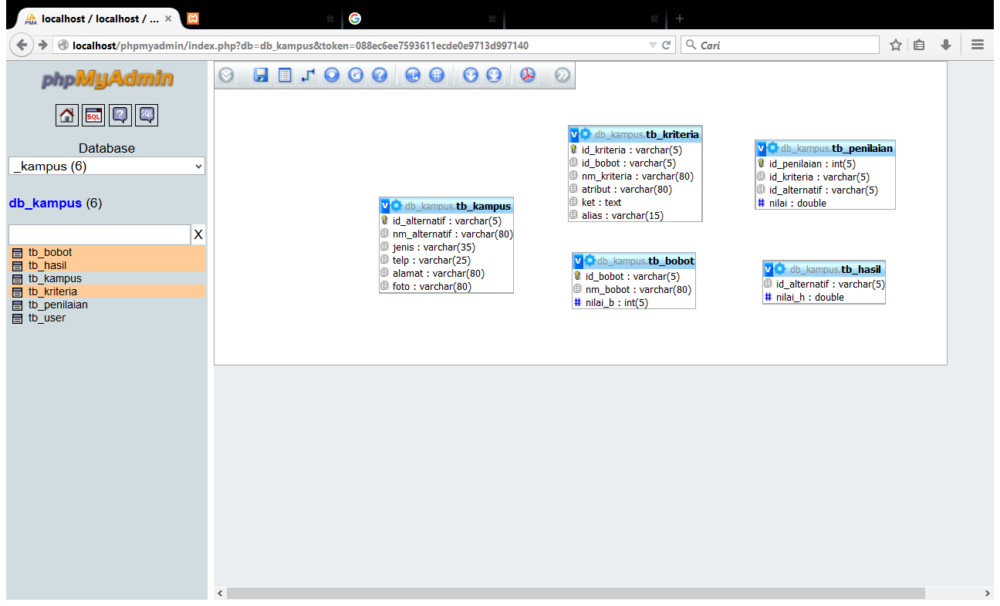 localhost / localhost / ...
localhost/phpmyadmin/index.php?db=db_kampus&token=088ec6ee7593611ecde0e9713d997140
Cari
phpMyAdmin
SQL
SQL
Database
_kampus (6)
db_kampus (6)
X
tb_bobot
tb_hasil
tb_kampus
tb_kriteria
tb_penilaian
tb_user
v db_kampus.tb_kampus
id_alternatif : varchar(5)
nm_alternatif : varchar(80)
jenis : varchar(35)
telp : varchar(25)
alamat : varchar(80)
foto : varchar(80)
v db_kampus.tb_kriteria
id_kriteria : varchar(5)
id_bobot : varchar(5)
nm_kriteria : varchar(80)
atribut : varchar(80)
ket : text
alias : varchar(15)
v db_kampus.tb_bobot
id_bobot : varchar(5)
nm_bobot : varchar(80)
# nilai_b : int(5)
v db_kampus.tb_penilaian
id_penilaian : int(5)
id_kriteria : varchar(5)
id_alternatif : varchar(5)
# nilai : double
v db_kampus.tb_hasil
id_alternatif : varchar(5)
# nilai_h : double